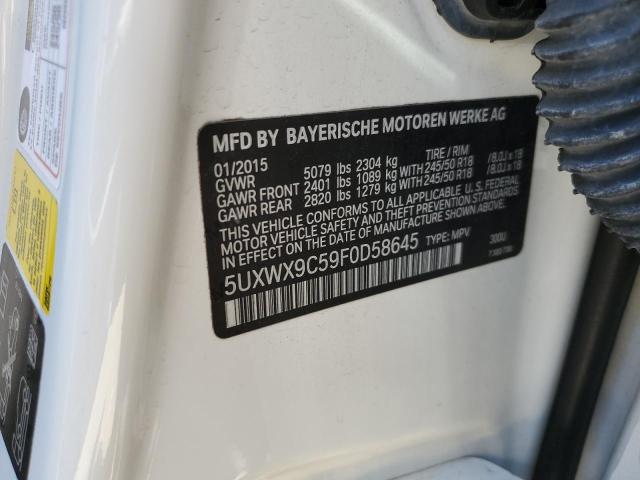 MFD BY BAYERISCHE MOTOREN WERKE AG
01/2015 TIRE / RIM
GVWR 5079 lbs 2304 kg
GAWR FRONT 2401 lbs 1089 kg WITH 245/50 R18 / 8.0J x 18
GAWR REAR 2820 lbs 1279 kg WITH 245/50 R18 / 8.0J x 18
THIS VEHICLE CONFORMS TO ALL APPLICABLE U.S. FEDERAL
MOTOR VEHICLE SAFETY AND THEFT PREVENTION STANDARDS
IN EFFECT ON THE DATE OF MANUFACTURE SHOWN ABOVE.
5UXWX9C59F0D58645 TYPE: MPV 300U